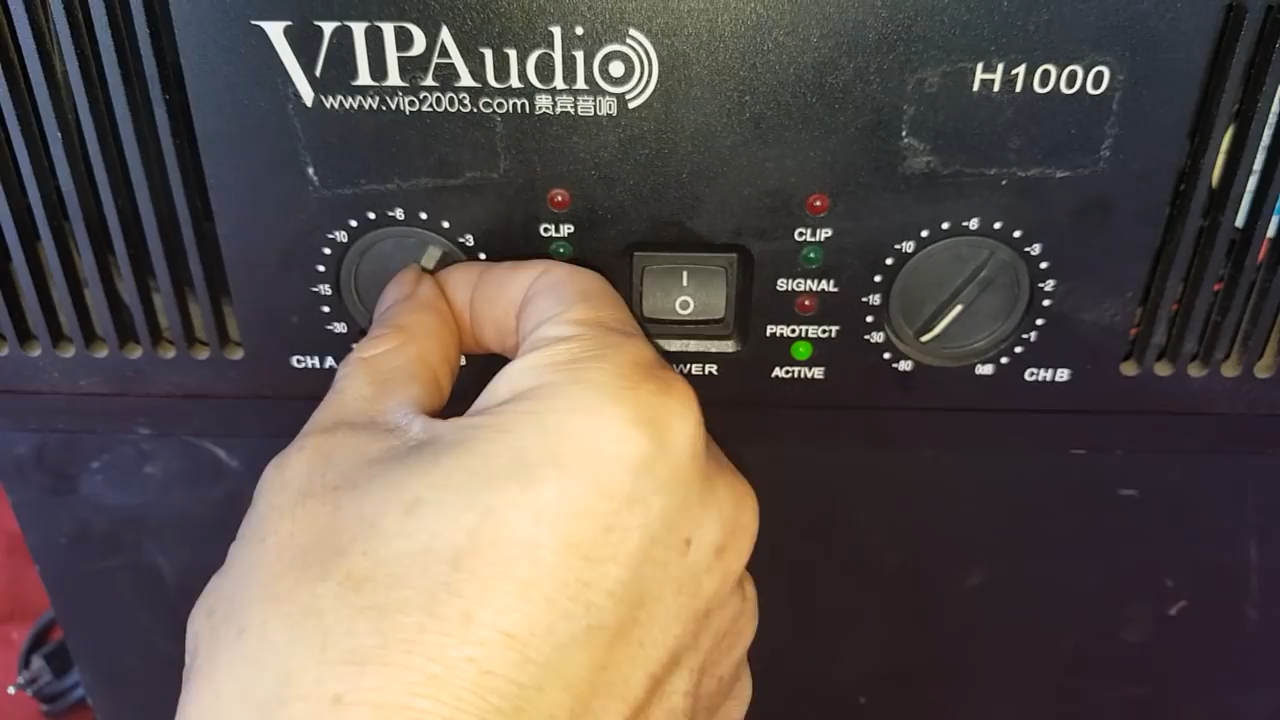 VIPAudio
www.vip2003.com 贵宾音响
H1000
-6
-10
-3
-15
-30
CH A
CLIP
I
O
WER
CLIP
SIGNAL
PROTECT
ACTIVE
-6
-10
-3
-15
-2
-30
-1
-80
0dB
CH B